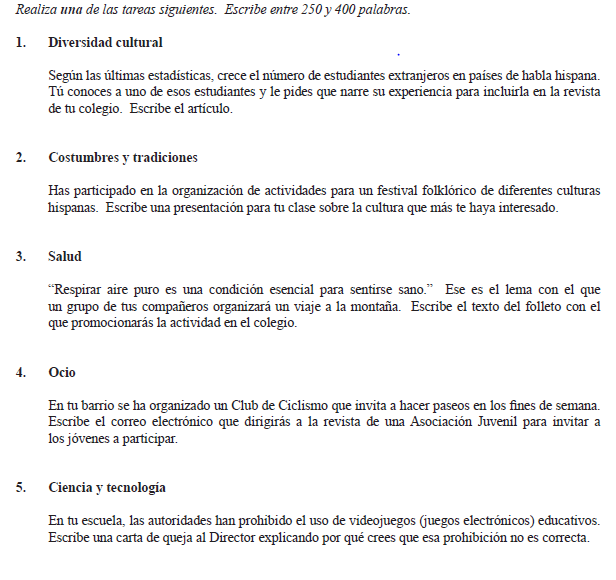 Realiza una de las tareas siguientes. Escribe entre 250 y 400 palabras.
1. Diversidad cultural
Según las últimas estadísticas, crece el número de estudiantes extranjeros en países de habla hispana.
Tú conoces a uno de esos estudiantes y le pides que narre su experiencia para incluirla en la revista
de tu colegio. Escribe el artículo.
2. Costumbres y tradiciones
Has participado en la organización de actividades para un festival folklórico de diferentes culturas
hispanas. Escribe una presentación para tu clase sobre la cultura que más te haya interesado.
3. Salud
“Respirar aire puro es una condición esencial para sentirse sano.” Ese es el lema con el que
un grupo de tus compañeros organizará un viaje a la montaña. Escribe el texto del folleto con el
que promocionarás la actividad en el colegio.
4. Ocio
En tu barrio se ha organizado un Club de Ciclismo que invita a hacer paseos en los fines de semana.
Escribe el correo electrónico que dirigirás a la revista de una Asociación Juvenil para invitar a
los jóvenes a participar.
5. Ciencia y tecnología
En tu escuela, las autoridades han prohibido el uso de videojuegos (juegos electrónicos) educativos.
Escribe una carta de queja al Director explicando por qué crees que esa prohibición no es correcta.